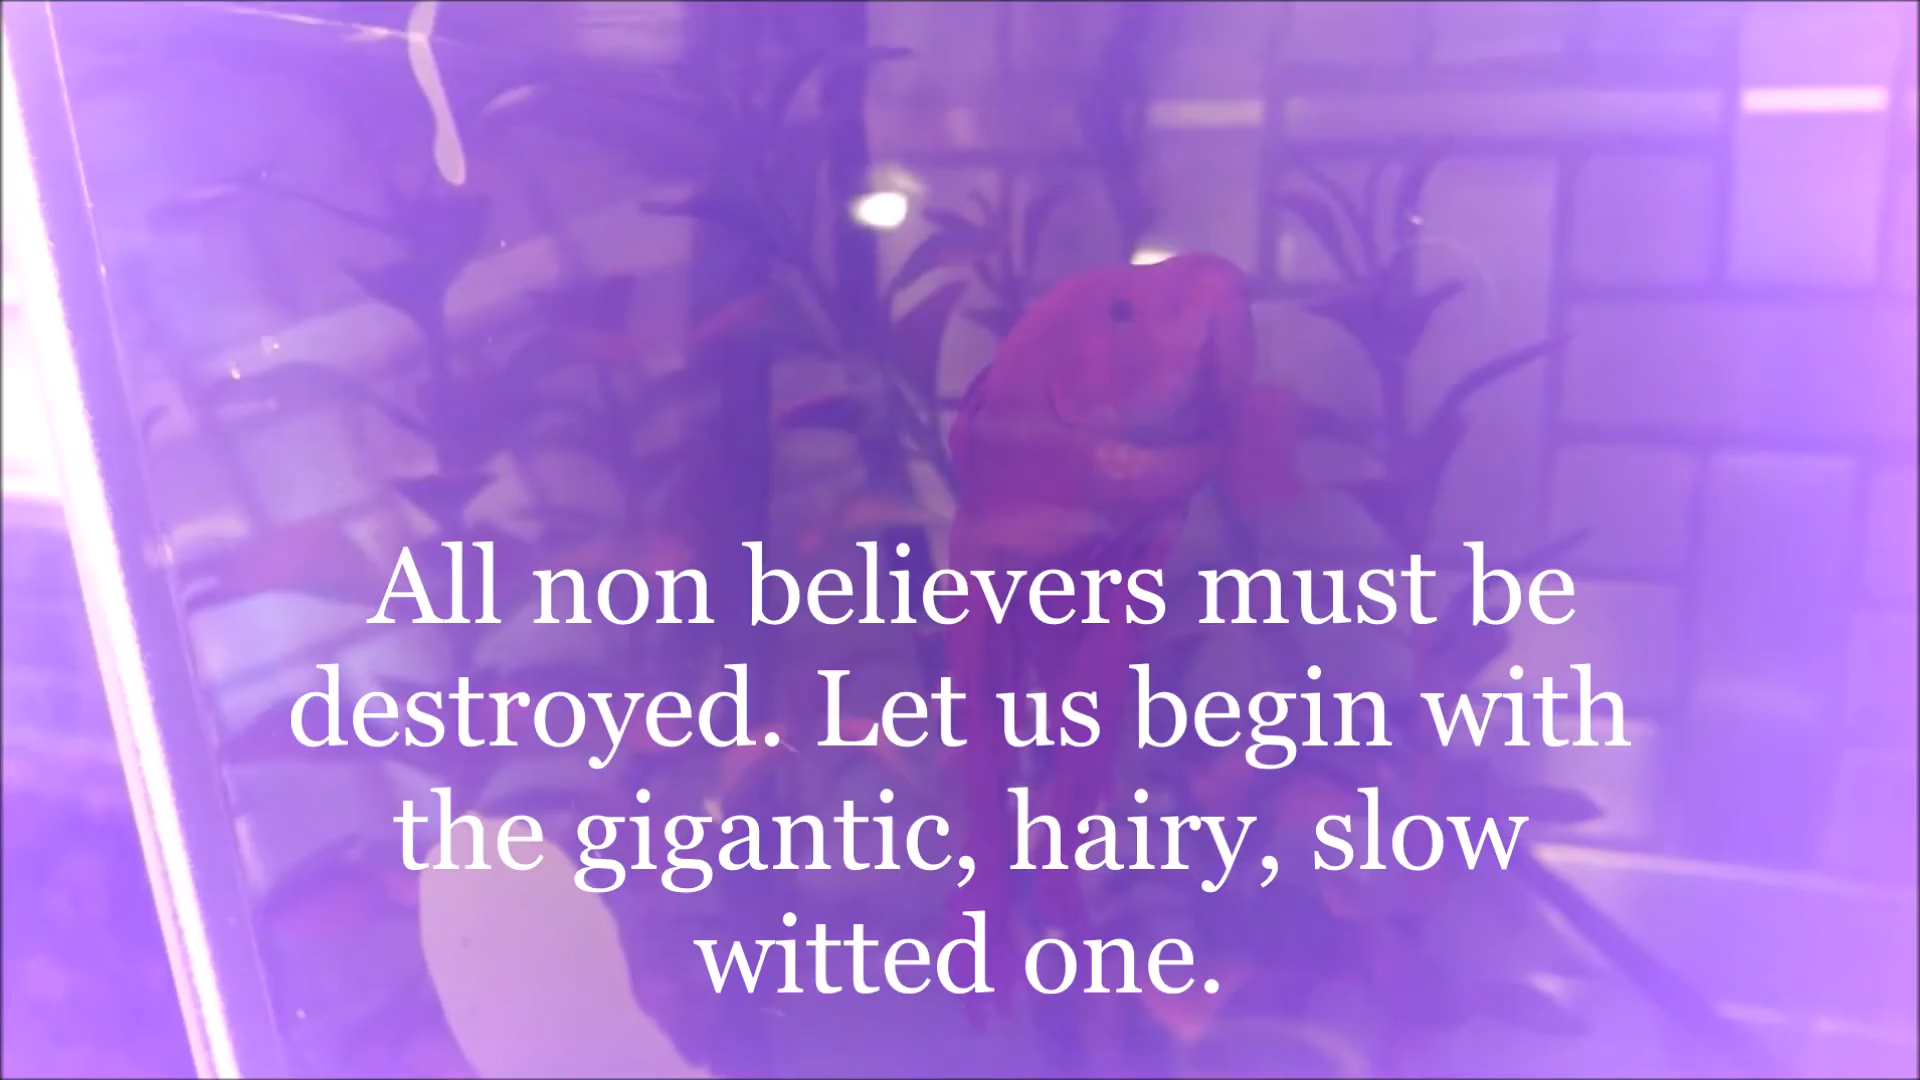 All non believers must be
destroyed. Let us begin with
the gigantic, hairy, slow
witted one.